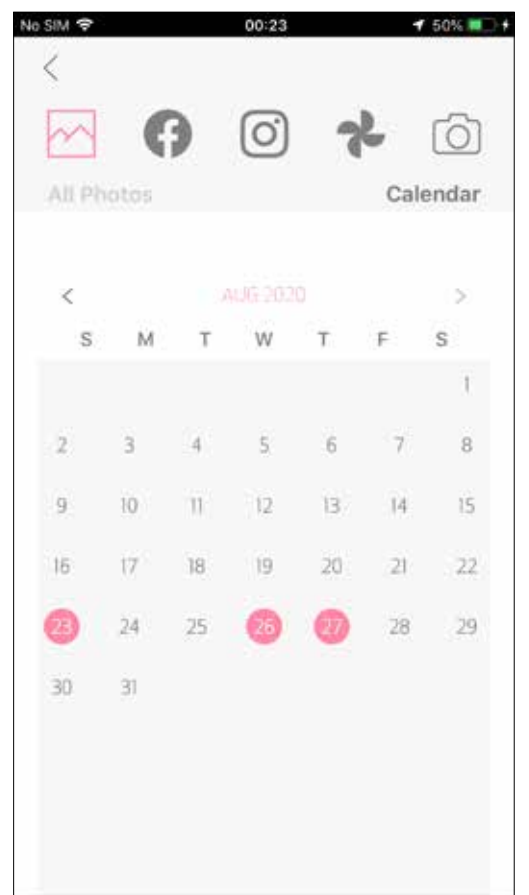 No SIM 00:23 50%
All Photos Calendar
< AUG 2020 >
S M T W T F S
1
2 3 4 5 6 7 8
9 10 11 12 13 14 15
16 17 18 19 20 21 22
23 24 25 26 27 28 29
30 31